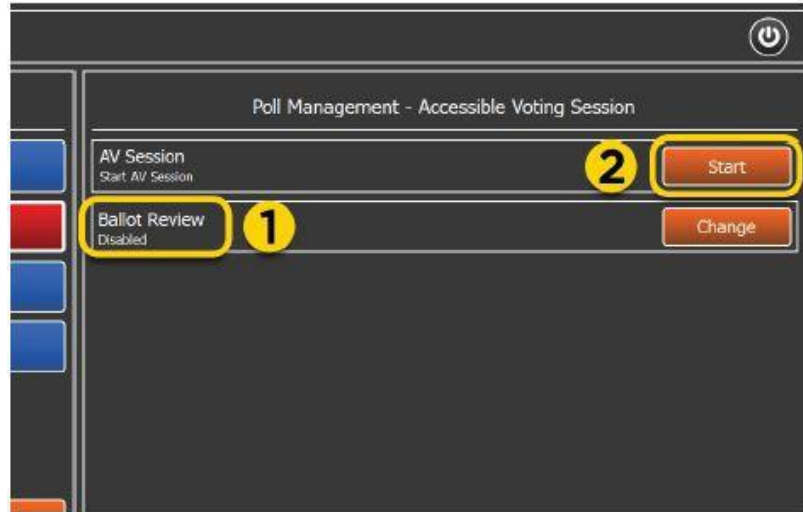 Poll Management - Accessible Voting Session
AV Session
Start AV Session
2
Start
Ballot Review
Disabled
1
Change